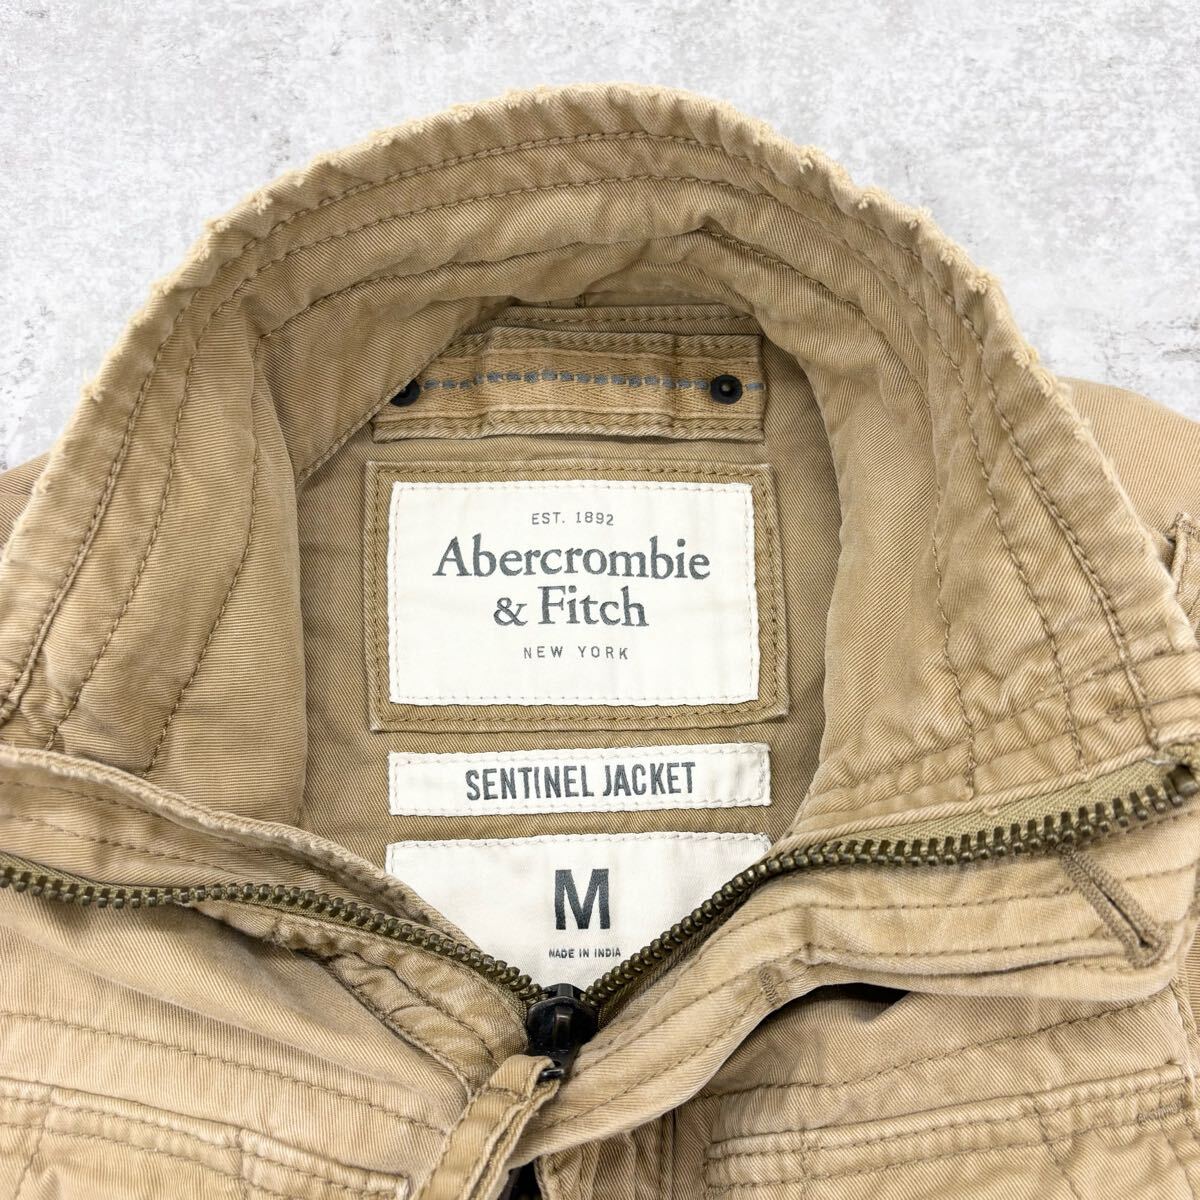 EST. 1892
Abercrombie
& Fitch
NEW YORK
SENTINEL JACKET
M
MADE IN INDIA